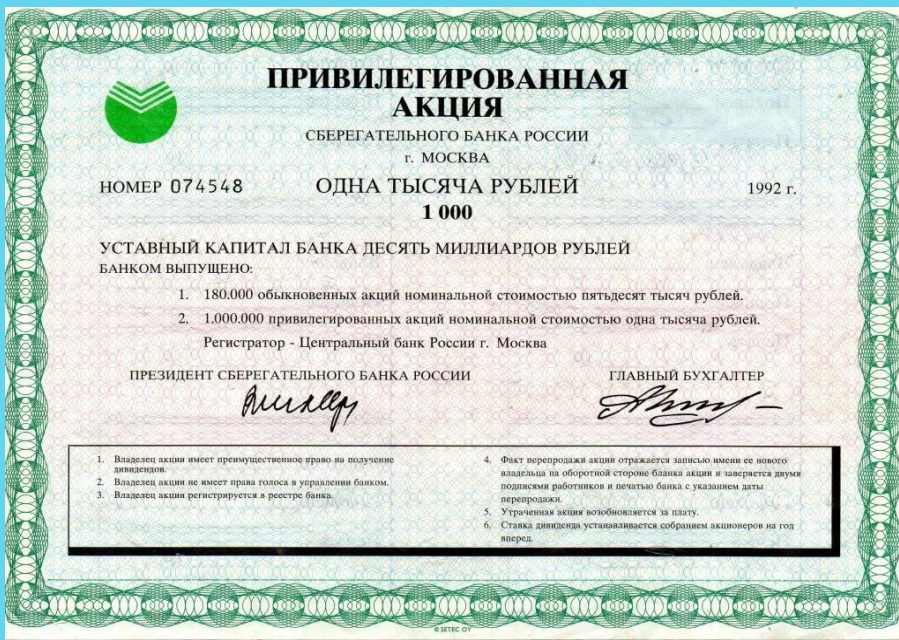 ПРИВИЛЕГИРОВАННАЯ
АКЦИЯ
СБЕРЕГАТЕЛЬНОГО БАНКА РОССИИ
г. МОСКВА
НОМЕР 074548 ОДНА ТЫСЯЧА РУБЛЕЙ 1992 г.
1 000
УСТАВНЫЙ КАПИТАЛ БАНКА ДЕСЯТЬ МИЛЛИАРДОВ РУБЛЕЙ
БАНКОМ ВЫПУЩЕНО:
1. 180.000 обыкновенных акций номинальной стоимостью пятьдесят тысяч рублей.
2. 1.000.000 привилегированных акций номинальной стоимостью одна тысяча рублей.
Регистратор - Центральный банк России г. Москва
ПРЕЗИДЕНТ СБЕРЕГАТЕЛЬНОГО БАНКА РОССИИ ГЛАВНЫЙ БУХГАЛТЕР
1. Владелец акции имеет преимущественное право на получение
дивидендов.
2. Владелец акции не имеет права голоса в управлении банком.
3. Владелец акции регистрируется в реестре банка.
4. Факт перепродажи акции отражается записью имени ее нового
владельца на оборотной стороне бланка акции и заверяется двумя
подписями работников и печатью банка с указанием даты
перепродажи.
5. Утраченная акция возобновляется за плату.
6. Ставка дивиденда устанавливается собранием акционеров на год
вперед.
© SETEC OY